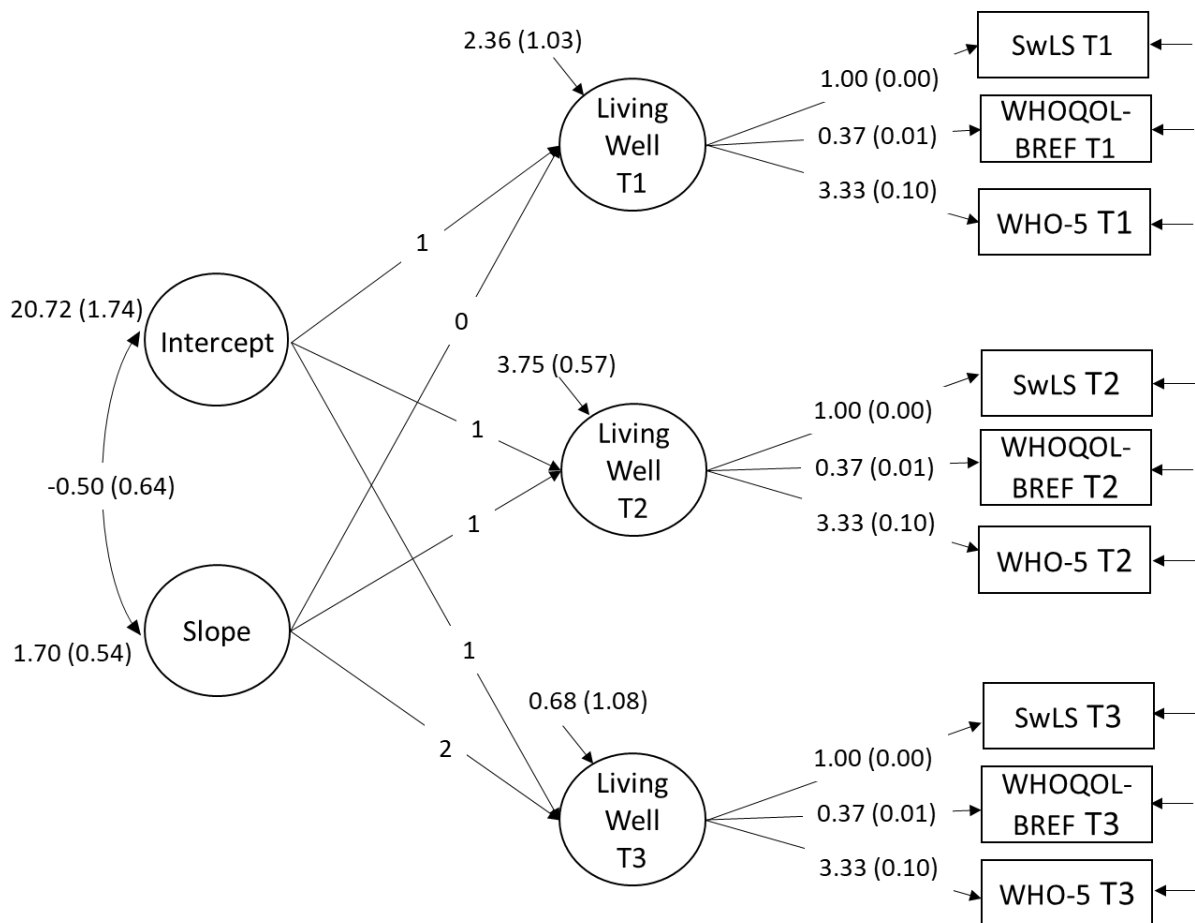 2.36 (1.03)
Living
Well
T1
1.00 (0.00)
0.37 (0.01)
3.33 (0.10)
SwLS T1
WHOQOL-
BREF T1
WHO-5 T1
1
0
20.72 (1.74)
Intercept
-0.50 (0.64)
Slope
1.70 (0.54)
3.75 (0.57)
Living
Well
T2
1.00 (0.00)
0.37 (0.01)
3.33 (0.10)
SwLS T2
WHOQOL-
BREF T2
WHO-5 T2
1
1
1
2
0.68 (1.08)
Living
Well
T3
1.00 (0.00)
0.37 (0.01)
3.33 (0.10)
SwLS T3
WHOQOL-
BREF T3
WHO-5 T3